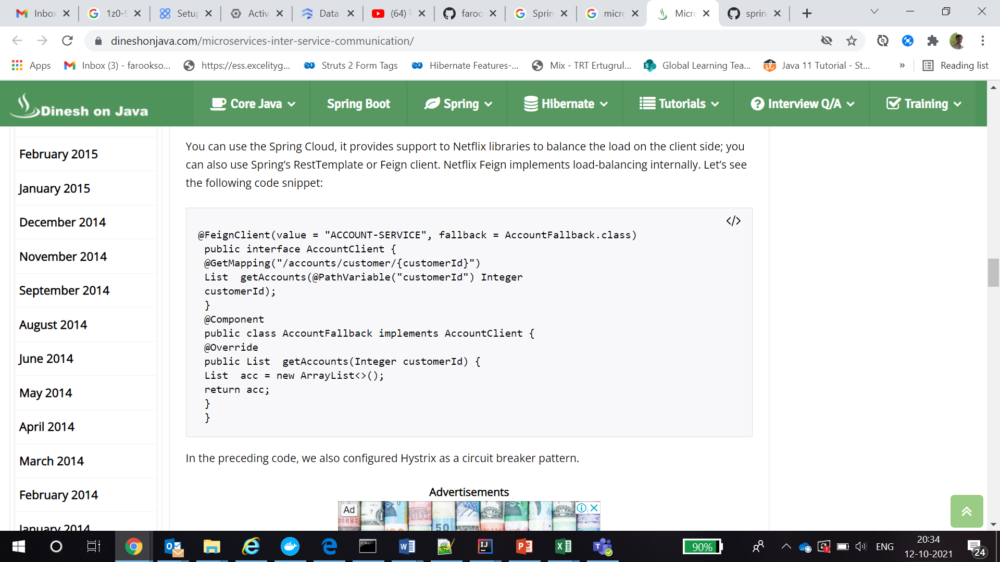 Inbo
1z0-9
Setup
Activ
Data
(64)
faroo
Sprin
micro
Micro
sprin
dineshonjava.com/microservices-inter-service-communication/
Apps
Inbox (3) - farookso...
https://ess.excelityg...
Struts 2 Form Tags
Hibernate Features-...
Mix - TRT Ertugrul...
Global Learning Tea...
Java 11 Tutorial - St...
»
Reading list
Dinesh on Java
Core Java
Spring Boot
Spring
Hibernate
Tutorials
Interview Q/A
Training
February 2015
January 2015
December 2014
November 2014
September 2014
August 2014
June 2014
May 2014
April 2014
March 2014
February 2014
January 2014
You can use the Spring Cloud, it provides support to Netflix libraries to balance the load on the client side; you
can also use Spring’s RestTemplate or Feign client. Netflix Feign implements load-balancing internally. Let’s see
the following code snippet:
</>
@FeignClient(value = "ACCOUNT-SERVICE", fallback = AccountFallback.class)
public interface AccountClient {
@GetMapping("/accounts/customer/{customerId}")
List  getAccounts(@PathVariable("customerId") Integer
customerId);
}
@Component
public class AccountFallback implements AccountClient {
@Override
public List  getAccounts(Integer customerId) {
List  acc = new ArrayList<>();
return acc;
}
}
In the preceding code, we also configured Hystrix as a circuit breaker pattern.
Advertisements
Ad
90%
ENG
20:34
12-10-2021
24